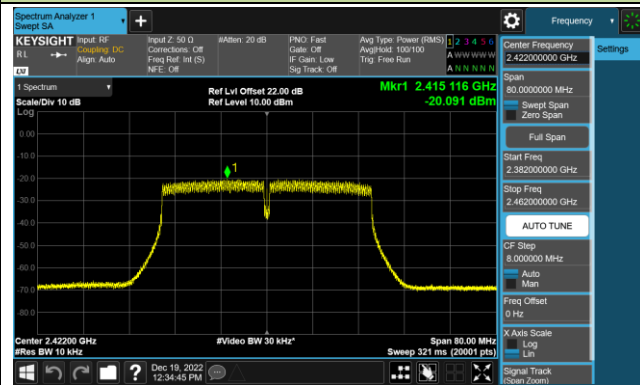 Spectrum Analyzer 1
Swept SA
Frequency
KEYSIGHT
RL
LXI
Input: RF
Coupling: DC
Align: Auto
Input Z: 50 Ω
Corrections: Off
Freq Ref: Int (S)
NFE: Off
#Atten: 20 dB
PNO: Fast
Gate: Off
IF Gain: Low
Sig Track: Off
Avg Type: Power (RMS)
Avg|Hold: 100/100
Trig: Free Run
1 2 3 4 5 6
A W W W W W
A N N N N N
1 Spectrum
Scale/Div 10 dB
Log
Ref Lvl Offset 22.00 dB
Ref Level 10.00 dBm
Mkr1 2.415 116 GHz
-20.091 dBm
0.00
-10.0
-20.0
-30.0
-40.0
-50.0
-60.0
-70.0
-80.0
1
Center 2.42200 GHz
#Res BW 10 kHz
#Video BW 30 kHz*
Span 80.00 MHz
Sweep 321 ms (20001 pts)
Dec 19, 2022
12:34:45 PM
Center Frequency
2.422000000 GHz
Settings
Span
80.0000000 MHz
Swept Span
Zero Span
Full Span
Start Freq
2.382000000 GHz
Stop Freq
2.462000000 GHz
AUTO TUNE
CF Step
8.000000 MHz
Auto
Man
Freq Offset
0 Hz
X Axis Scale
Log
Lin
Signal Track
(Span Zoom)